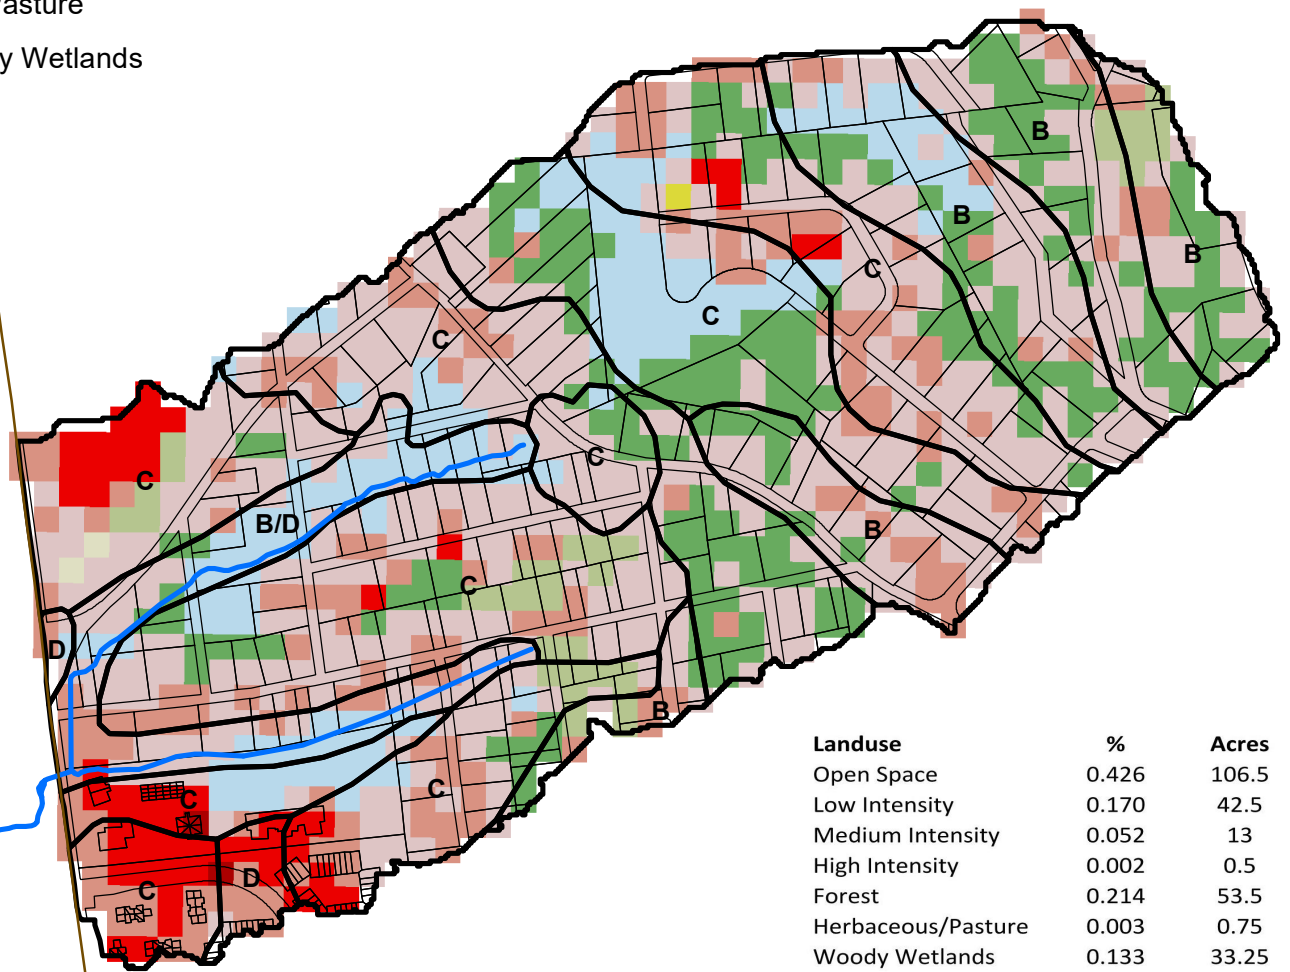 asture
y Wetlands
B
B
B
C
C
C
C
C
B/D
B
C
D
B
C
C
D
C
Landuse % Acres
Open Space 0.426 106.5
Low Intensity 0.170 42.5
Medium Intensity 0.052 13
High Intensity 0.002 0.5
Forest 0.214 53.5
Herbaceous/Pasture 0.003 0.75
Woody Wetlands 0.133 33.25